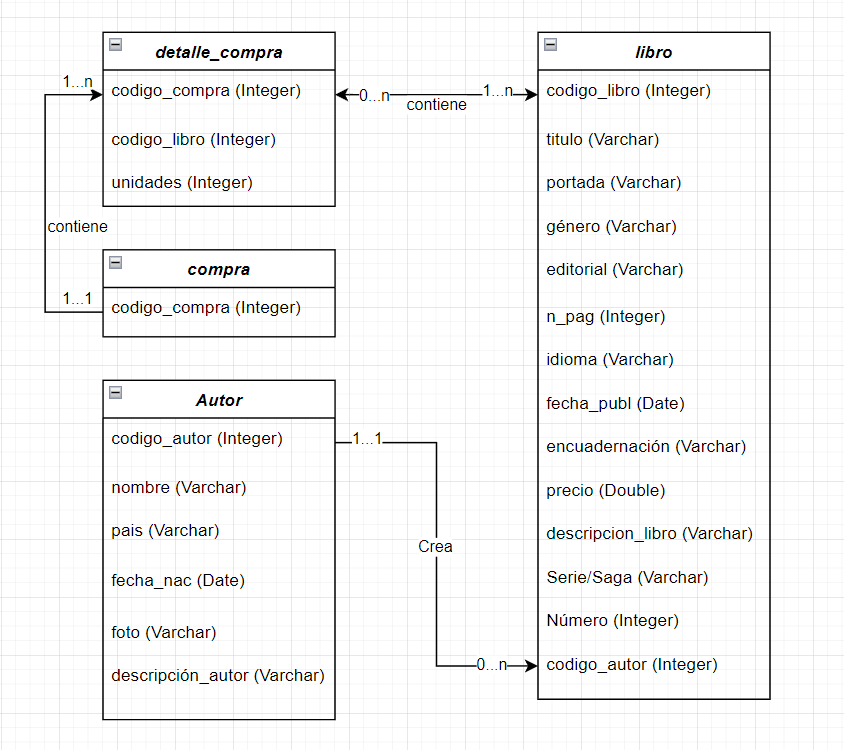 detalle_compra
codigo_compra (Integer)
codigo_libro (Integer)
unidades (Integer)
1...n
contiene
1...1
0...n
contiene
1...n
compra
codigo_compra (Integer)
Autor
codigo_autor (Integer)
nombre (Varchar)
pais (Varchar)
fecha_nac (Date)
foto (Varchar)
descripción_autor (Varchar)
1...1
Crea
0...n
libro
codigo_libro (Integer)
titulo (Varchar)
portada (Varchar)
género (Varchar)
editorial (Varchar)
n_pag (Integer)
idioma (Varchar)
fecha_publ (Date)
encuadernación (Varchar)
precio (Double)
descripcion_libro (Varchar)
Serie/Saga (Varchar)
Número (Integer)
codigo_autor (Integer)